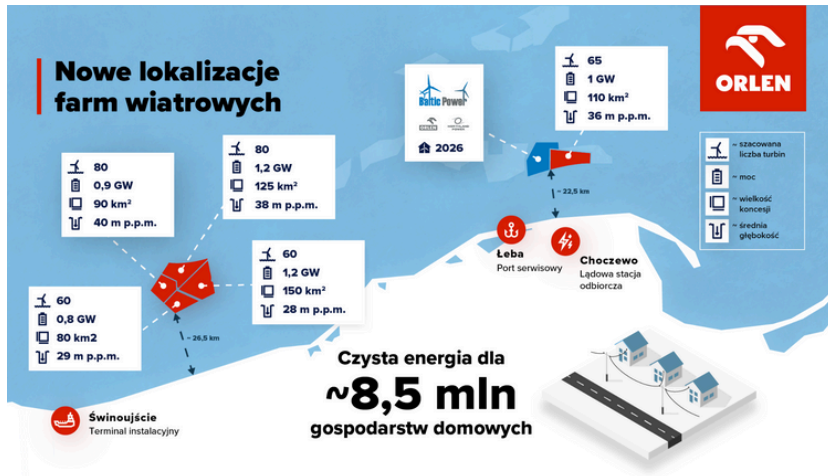 Nowe lokalizacje
farm wiatrowych
ORLEN
80
0,9 GW
90 km²
40 m p.p.m.
80
1,2 GW
125 km²
38 m p.p.m.
60
1,2 GW
150 km²
28 m p.p.m.
60
0,8 GW
80 km2
29 m p.p.m.
~ 26,5 km
Baltic Power
ORLEN
2026
65
1 GW
110 km²
36 m p.p.m.
~ 22,5 km
– szacowana
liczba turbin
– moc
– wielkość
koncesji
– średnia
głębokość
Łeba
Port serwisowy
Choczewo
Lądowa stacja
odbiorcza
Świnoujście
Terminal instalacyjny
Czysta energia dla
~8,5 mln
gospodarstw domowych